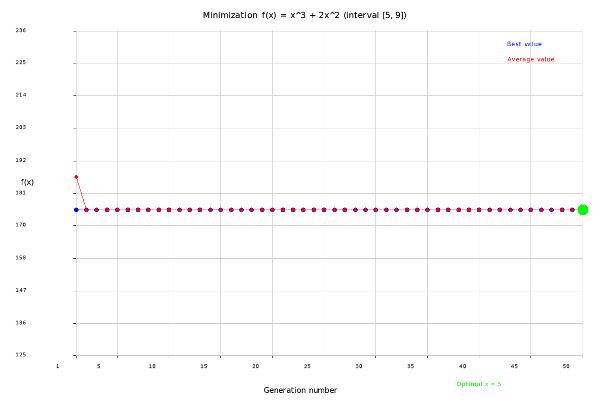 Minimization f(x) = x^3 + 2x^2 (interval [5, 9])
236
Best value
Average value
225
214
203
192
f(x)
181
170
158
147
136
125
1 5 10 15 20 25 30 35 40 45 50
Optimal x = 5
Generation number